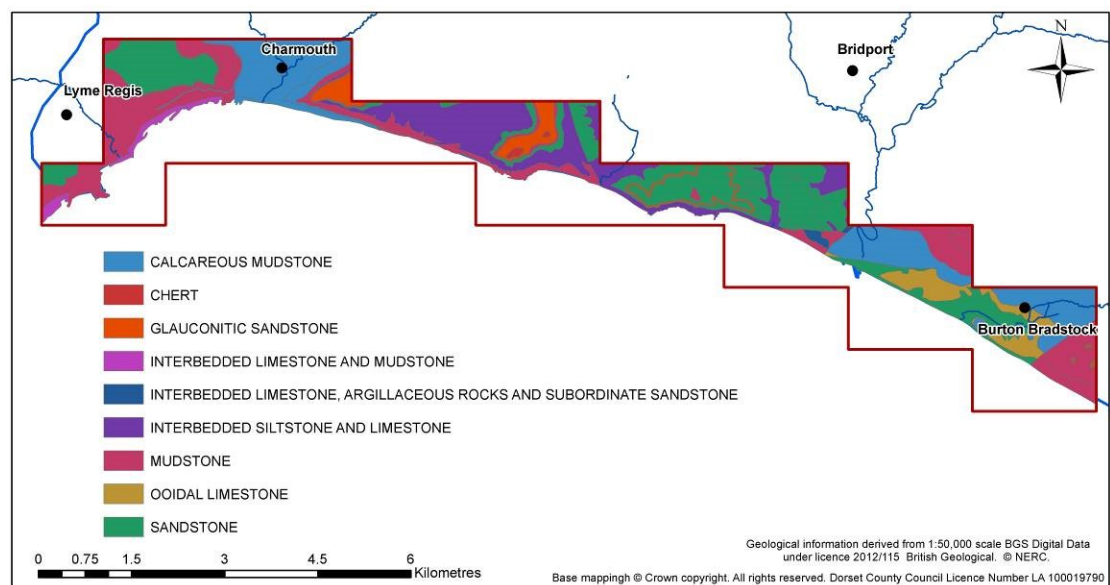 N
Charmouth
Bridport
Lyme Regis
Burton Bradstock
CALCAREOUS MUDSTONE
CHERT
GLAUCONITIC SANDSTONE
INTERBEDDED LIMESTONE AND MUDSTONE
INTERBEDDED LIMESTONE, ARGILLACEOUS ROCKS AND SUBORDINATE SANDSTONE
INTERBEDDED SILTSTONE AND LIMESTONE
MUDSTONE
OOIDAL LIMESTONE
SANDSTONE
0 0.75 1.5 3 4.5 6
Kilometres
Geological information derived from 1:50,000 scale BGS Digital Data
under licence 2012/115 British Geological. © NERC.
Base mappingh © Crown copyright. All rights reserved. Dorset County Council Licence Number LA 100019790